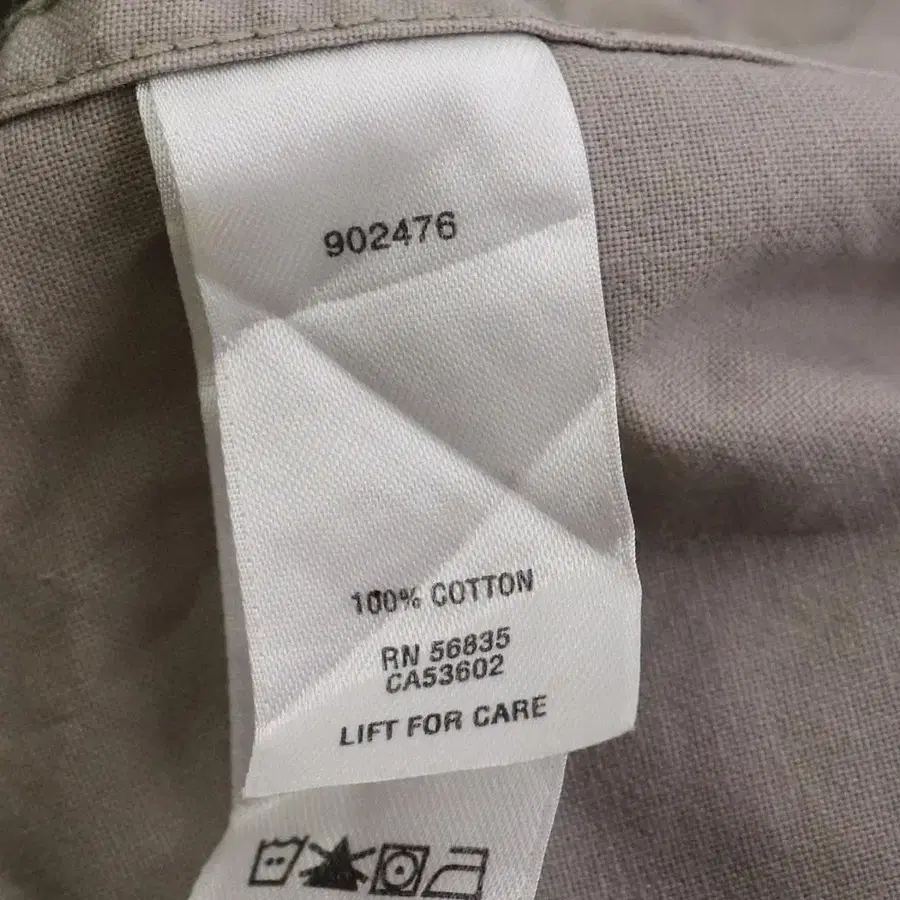 902476
100% COTTON
RN 56835
CA53602
LIFT FOR CARE